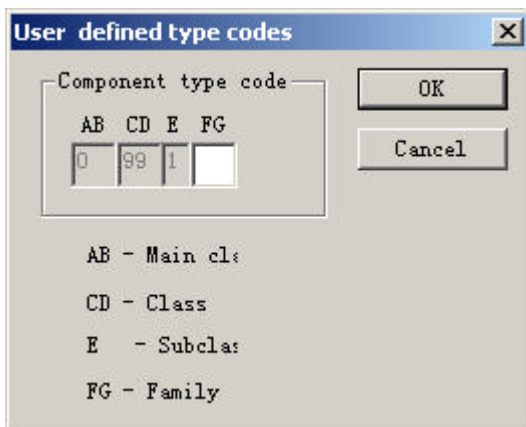 User defined type codes
Component type code
OK
AB CD E FG
0 99 1
Cancel
AB - Main cl
CD - Class
E - Subclas
FG - Family